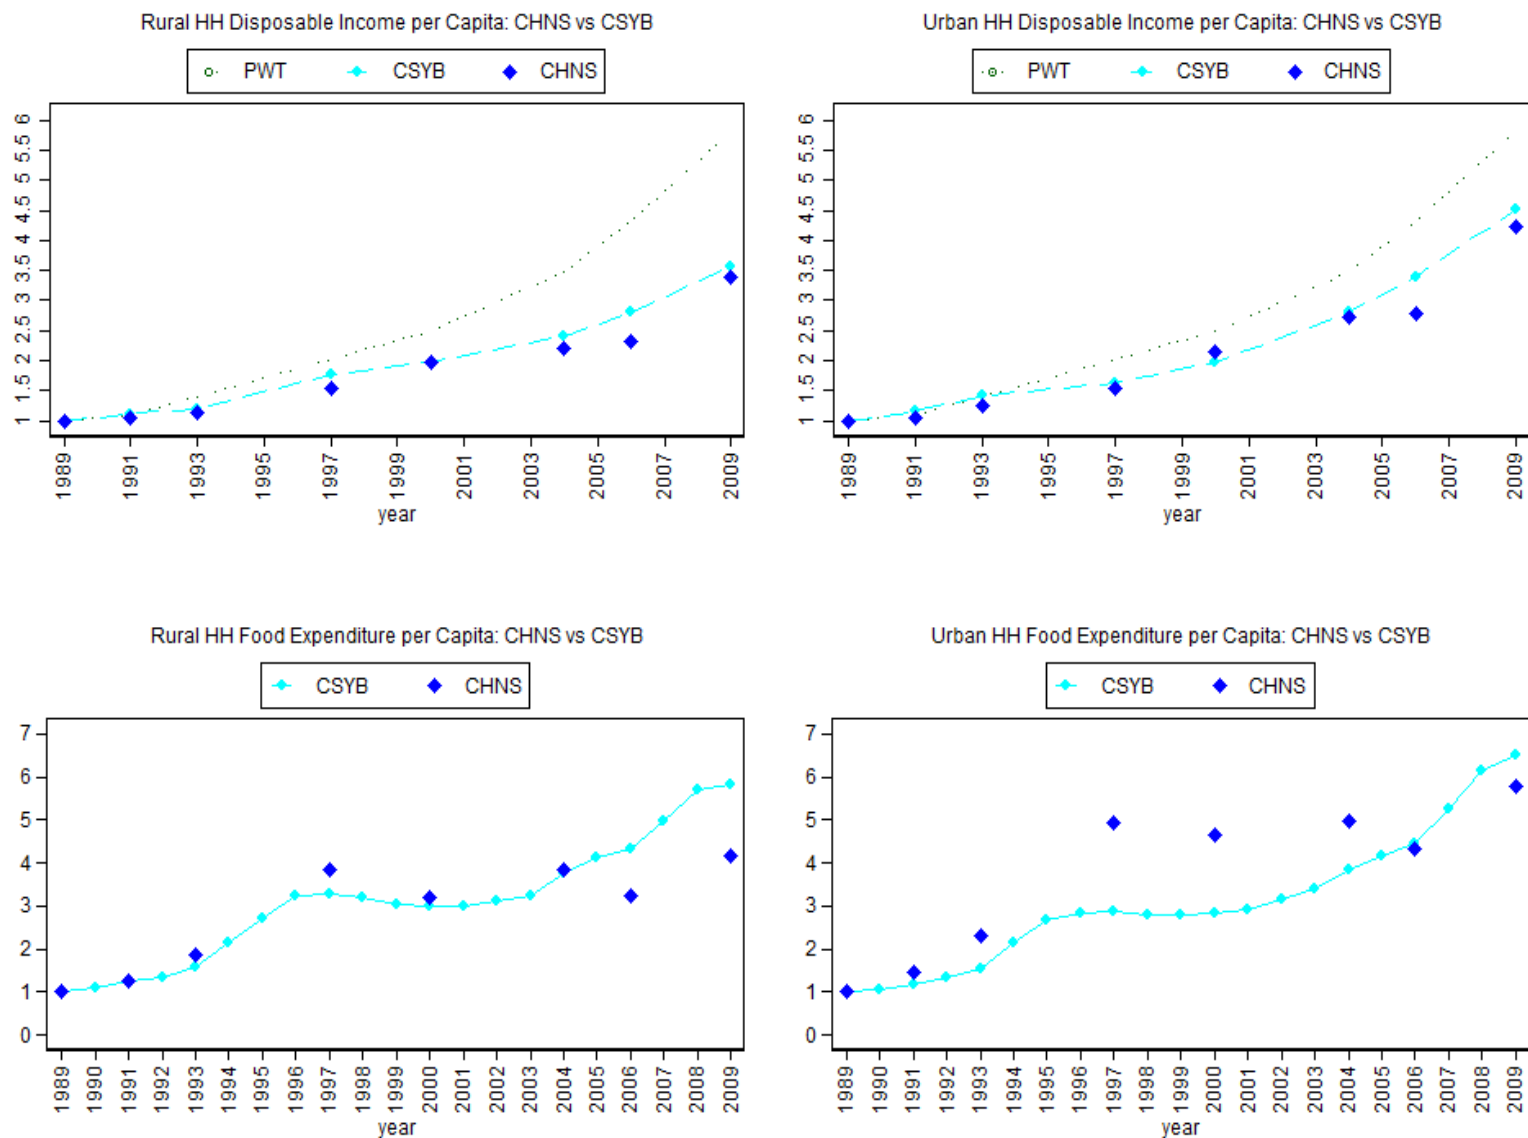 Rural HH Disposable Income per Capita: CHNS vs CSYB
PWT CSYB CHNS
6
5.5
5
4.5
4
3.5
3
2.5
2
1.5
1
1989 1991 1993 1995 1997 1999 2001 2003 2005 2007 2009
year
Urban HH Disposable Income per Capita: CHNS vs CSYB
PWT CSYB CHNS
6
5.5
5
4.5
4
3.5
3
2.5
2
1.5
1
1989 1991 1993 1995 1997 1999 2001 2003 2005 2007 2009
year
Rural HH Food Expenditure per Capita: CHNS vs CSYB
CSYB CHNS
7
6
5
4
3
2
1
0
1989 1990 1991 1992 1993 1994 1995 1996 1997 1998 1999 2000 2001 2002 2003 2004 2005 2006 2007 2008 2009
year
Urban HH Food Expenditure per Capita: CHNS vs CSYB
CSYB CHNS
7
6
5
4
3
2
1
0
1989 1990 1991 1992 1993 1994 1995 1996 1997 1998 1999 2000 2001 2002 2003 2004 2005 2006 2007 2008 2009
year